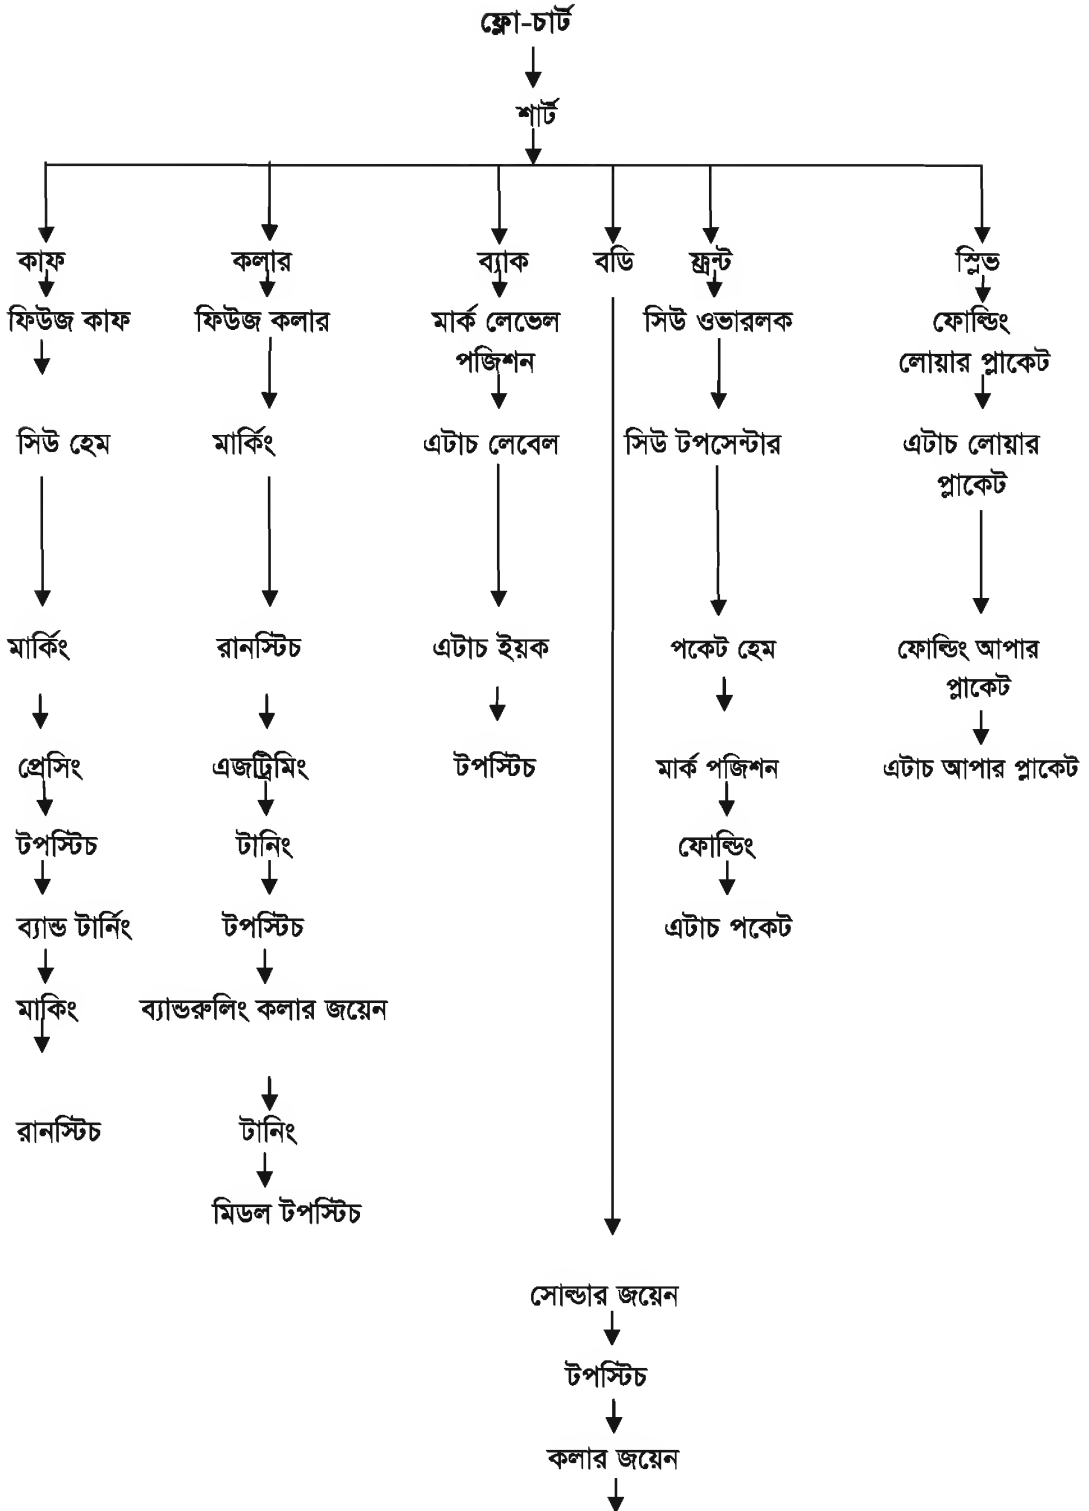 ফ্লো-চার্ট
শার্ট
কাফ কলার ব্যাক বডি ফ্রন্ট স্লিভ
ফিউজ কাফ ফিউজ কলার মার্ক লেভেল সিউ ওভারলক ফোল্ডিং
পজিশন লোয়ার প্লাকেট
সিউ হেম মার্কিং এটাচ লেবেল সিউ টপসেন্টার এটাচ লোয়ার
প্লাকেট
মার্কিং রানস্টিচ এটাচ ইয়ক পকেট হেম ফোল্ডিং আপার
প্লাকেট
প্রেসিং এজট্রিমিং টপস্টিচ মার্ক পজিশন এটাচ আপার প্লাকেট
টপস্টিচ টানিং ফোল্ডিং
ব্যান্ড টার্নিং টপস্টিচ এটাচ পকেট
মাকিং ব্যান্ডরুলিং কলার জয়েন
রানস্টিচ টানিং
মিডল টপস্টিচ
সোল্ডার জয়েন
টপস্টিচ
কলার জয়েন